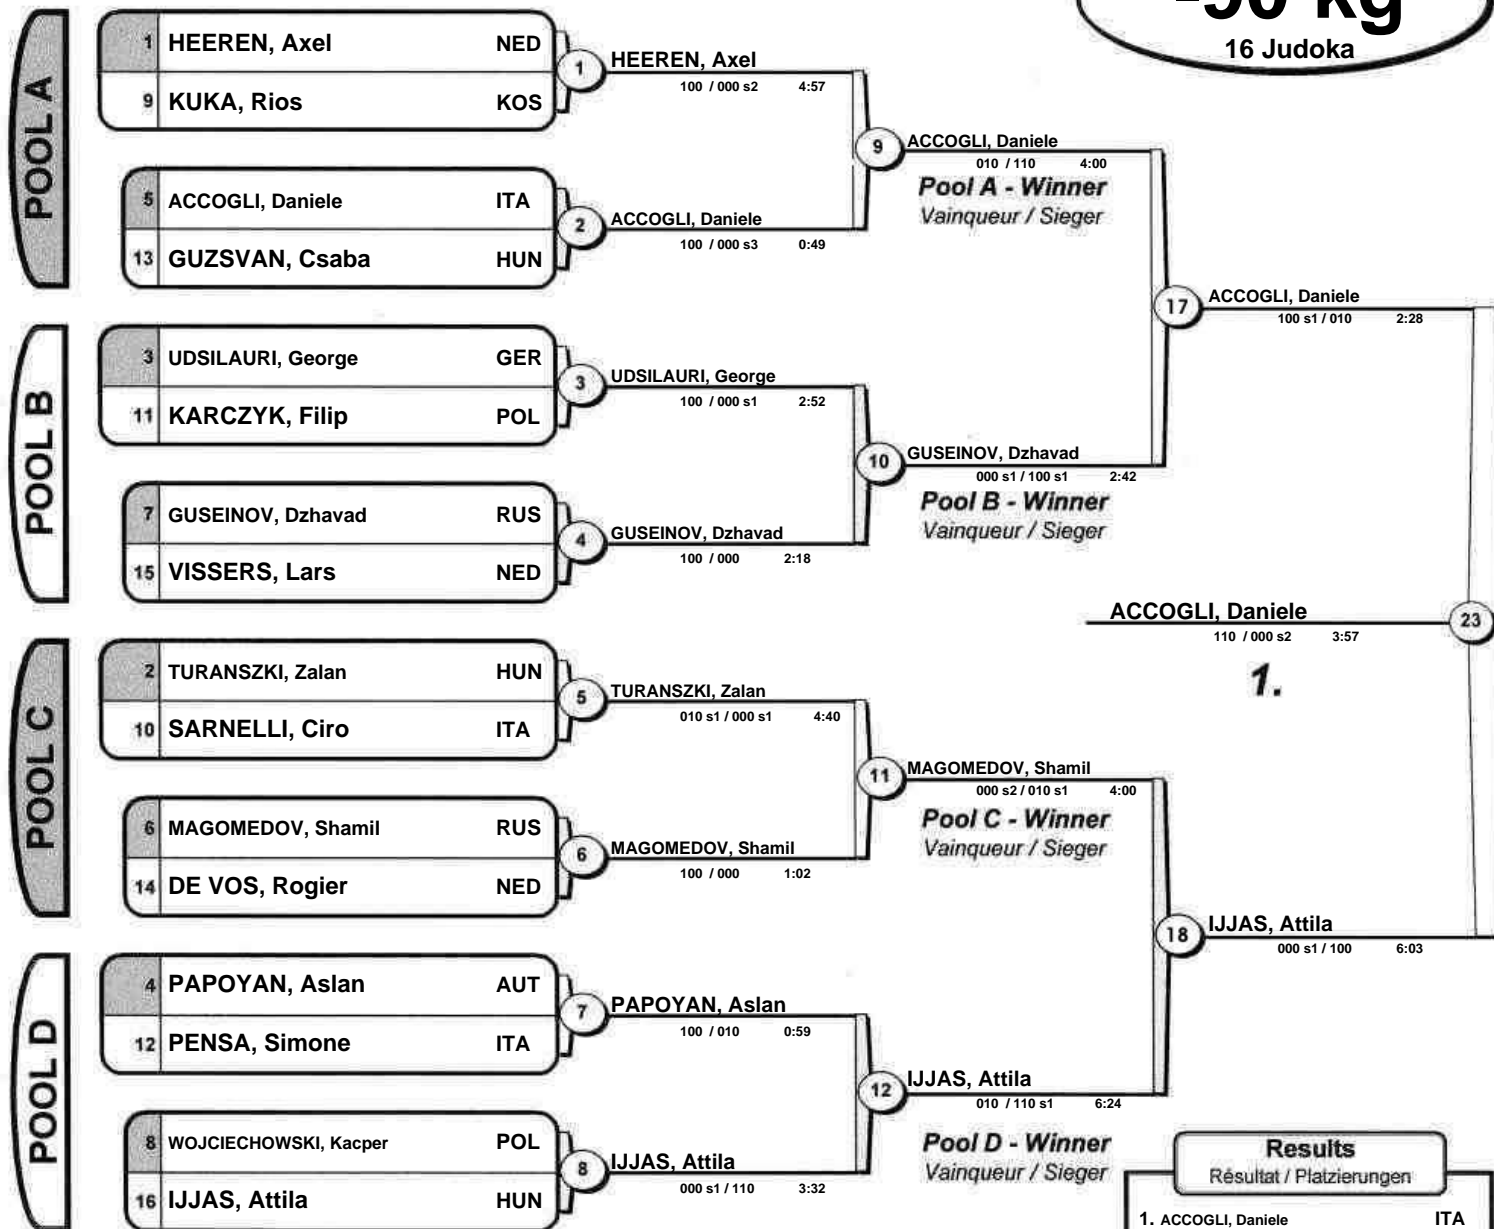 -90 kg
16 Judoka
POOL A
1 HEEREN, Axel NED
9 KUKA, Rios KOS
1 HEEREN, Axel
100 / 000 s2 4:57
5 ACCOGLI, Daniele ITA
13 GUZSVAN, Csaba HUN
2 ACCOGLI, Daniele
100 / 000 s3 0:49
9 ACCOGLI, Daniele
010 / 110 4:00
Pool A - Winner
Vainqueur / Sieger
POOL B
3 UDSILAURI, George GER
11 KARCZYK, Filip POL
3 UDSILAURI, George
100 / 000 s1 2:52
7 GUSEINOV, Dzhavad RUS
15 VISSERS, Lars NED
4 GUSEINOV, Dzhavad
100 / 000 2:18
10 GUSEINOV, Dzhavad
000 s1 / 100 s1 2:42
Pool B - Winner
Vainqueur / Sieger
17 ACCOGLI, Daniele
100 s1 / 010 2:28
ACCOGLI, Daniele 23
110 / 000 s2 3:57
1.
POOL C
2 TURANSZKI, Zalan HUN
10 SARNELLI, Ciro ITA
5 TURANSZKI, Zalan
010 s1 / 000 s1 4:40
6 MAGOMEDOV, Shamil RUS
14 DE VOS, Rogier NED
6 MAGOMEDOV, Shamil
100 / 000 1:02
11 MAGOMEDOV, Shamil
000 s2 / 010 s1 4:00
Pool C - Winner
Vainqueur / Sieger
POOL D
4 PAPOYAN, Aslan AUT
12 PENSA, Simone ITA
7 PAPOYAN, Aslan
100 / 010 0:59
8 WOJCIECHOWSKI, Kacper POL
16 IJJAS, Attila HUN
8 IJJAS, Attila
000 s1 / 110 3:32
12 IJJAS, Attila
010 / 110 s1 6:24
Pool D - Winner
Vainqueur / Sieger
18 IJJAS, Attila
000 s1 / 100 6:03
Results
Résultat / Platzierungen
1. ACCOGLI, Daniele ITA